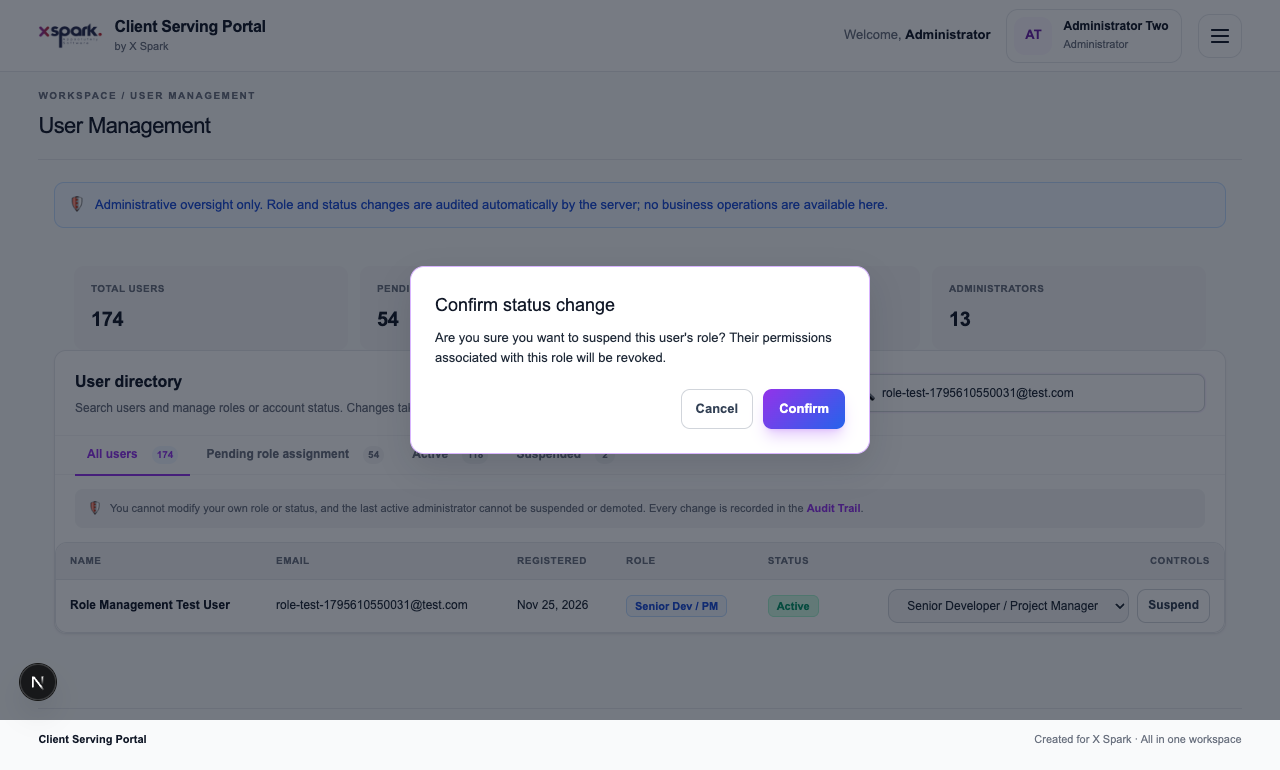 xspark.
Client Serving Portal
by X Spark
Welcome, Administrator
AT
Administrator Two
Administrator
WORKSPACE / USER MANAGEMENT
User Management
Administrative oversight only. Role and status changes are audited automatically by the server; no business operations are available here.
TOTAL USERS
174
54
ADMINISTRATORS
13
Confirm status change
Are you sure you want to suspend this user's role? Their permissions
associated with this role will be revoked.
Cancel
Confirm
User directory
Search users and manage roles or account status. Changes
role-test-1795610550031@test.com
All users 174
Pending role assignment 54
Active 118
Suspended 2
You cannot modify your own role or status, and the last active administrator cannot be suspended or demoted. Every change is recorded in the Audit Trail.
NAME EMAIL REGISTERED ROLE STATUS CONTROLS
Role Management Test User role-test-1795610550031@test.com Nov 25, 2026 Senior Dev / PM Active Senior Developer / Project Manager Suspend
N
Client Serving Portal
Created for X Spark · All in one workspace